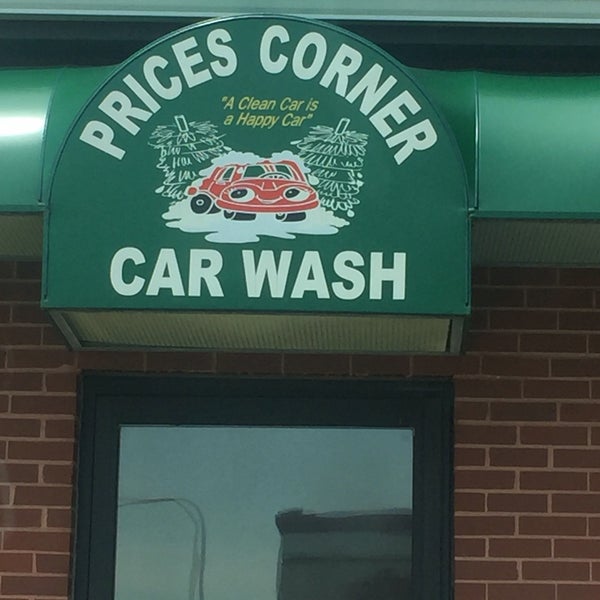 PRICES CORNER
"A Clean Car is
a Happy Car"
CAR WASH